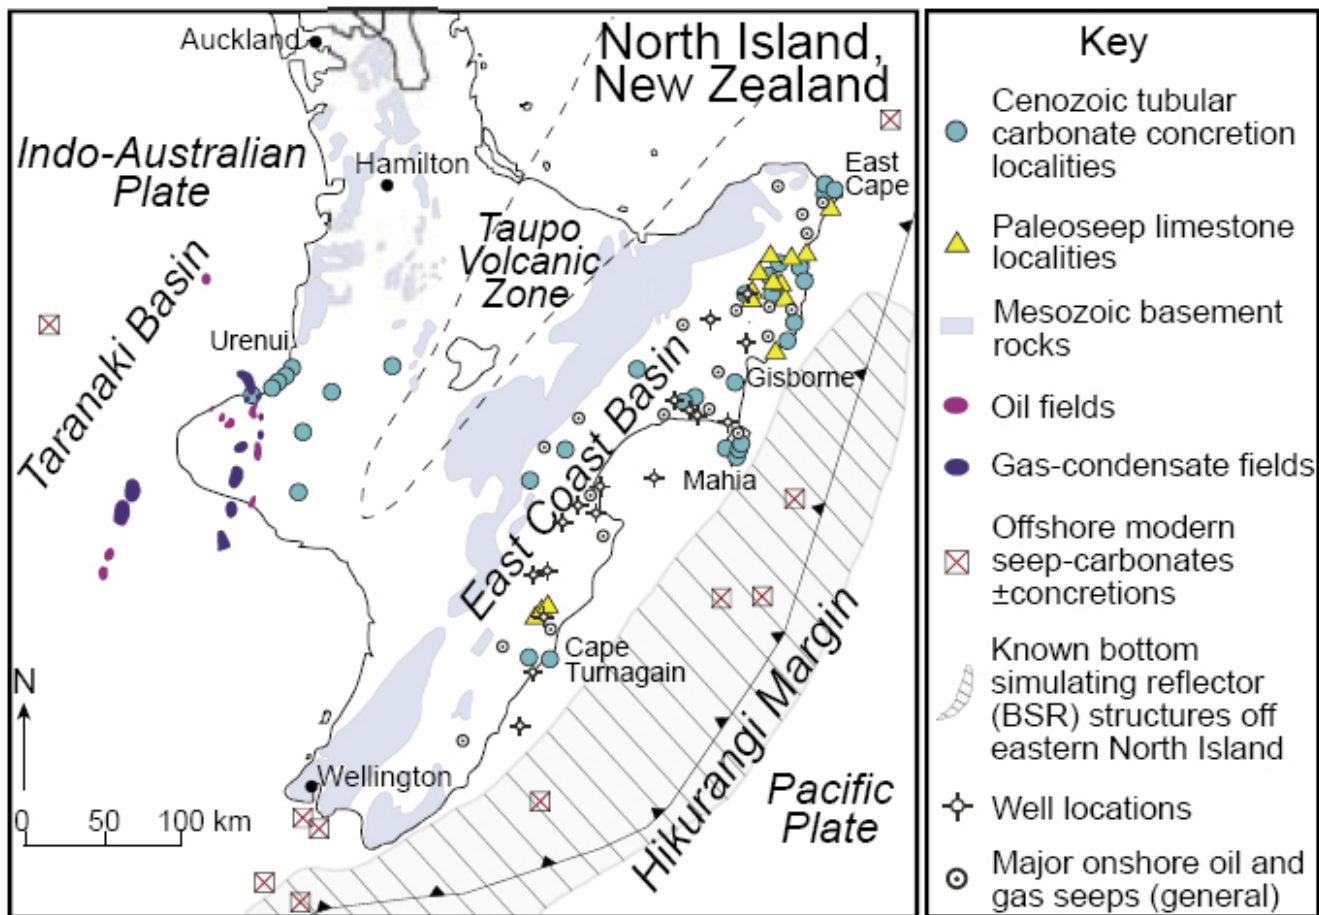 Auckland
North Island,
New Zealand
Indo-Australian
Plate
Hamilton
East
Cape
Taupo
Volcanic
Zone
Taranaki Basin
Urenui
Gisborne
East Coast Basin
Mahia
Cape
Turnagain
Hikurangi Margin
N
Wellington
Pacific
Plate
0 50 100 km
Key
Cenozoic tubular
carbonate concretion
localities
Paleoseep limestone
localities
Mesozoic basement
rocks
Oil fields
Gas-condensate fields
Offshore modern
seep-carbonates
±concretions
Known bottom
simulating reflector
(BSR) structures off
eastern North Island
Well locations
Major onshore oil and
gas seeps (general)